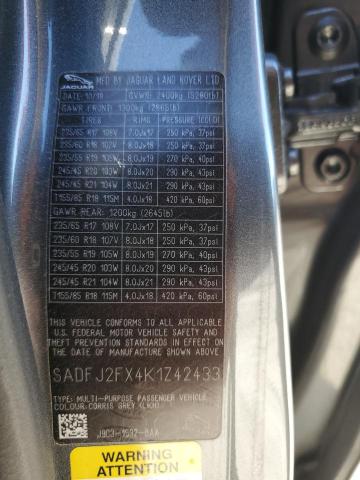 JAGUAR
MFD BY JAGUAR LAND ROVER LTD
DATE: 10/18 GVWR: 2400kg (5290lb)
GAWR FRONT: 1300kg (2865lb)
TIRES RIMS PRESSURE (COLD)
235/65 R17 108V 7.0Jx17 250 kPa, 37psi
235/60 R18 107V 8.0Jx18 250 kPa, 37psi
235/55 R19 105W 8.0Jx19 270 kPa, 40psi
245/45 R20 103W 8.0Jx20 290 kPa, 43psi
245/45 R21 104W 8.0Jx21 290 kPa, 43psi
T155/85 R18 115M 4.0Jx18 420 kPa, 60psi
GAWR REAR: 1200kg (2645lb)
235/65 R17 108V 7.0Jx17 250 kPa, 37psi
235/60 R18 107V 8.0Jx18 250 kPa, 37psi
235/55 R19 105W 8.0Jx19 270 kPa, 40psi
245/45 R20 103W 8.0Jx20 290 kPa, 43psi
245/45 R21 104W 8.0Jx21 290 kPa, 43psi
T155/85 R18 115M 4.0Jx18 420 kPa, 60psi
THIS VEHICLE CONFORMS TO ALL APPLICABLE
U.S. FEDERAL MOTOR VEHICLE SAFETY AND
THEFT PREVENTION STANDARDS IN EFFECT ON
THE DATE OF MANUFACTURE SHOWN ABOVE
SADFJ2FX4K1Z42433
TYPE: MULTI-PURPOSE PASSENGER VEHICLE
COLOUR: CORRIS GREY (LKH)
WARNING
ATTENTION